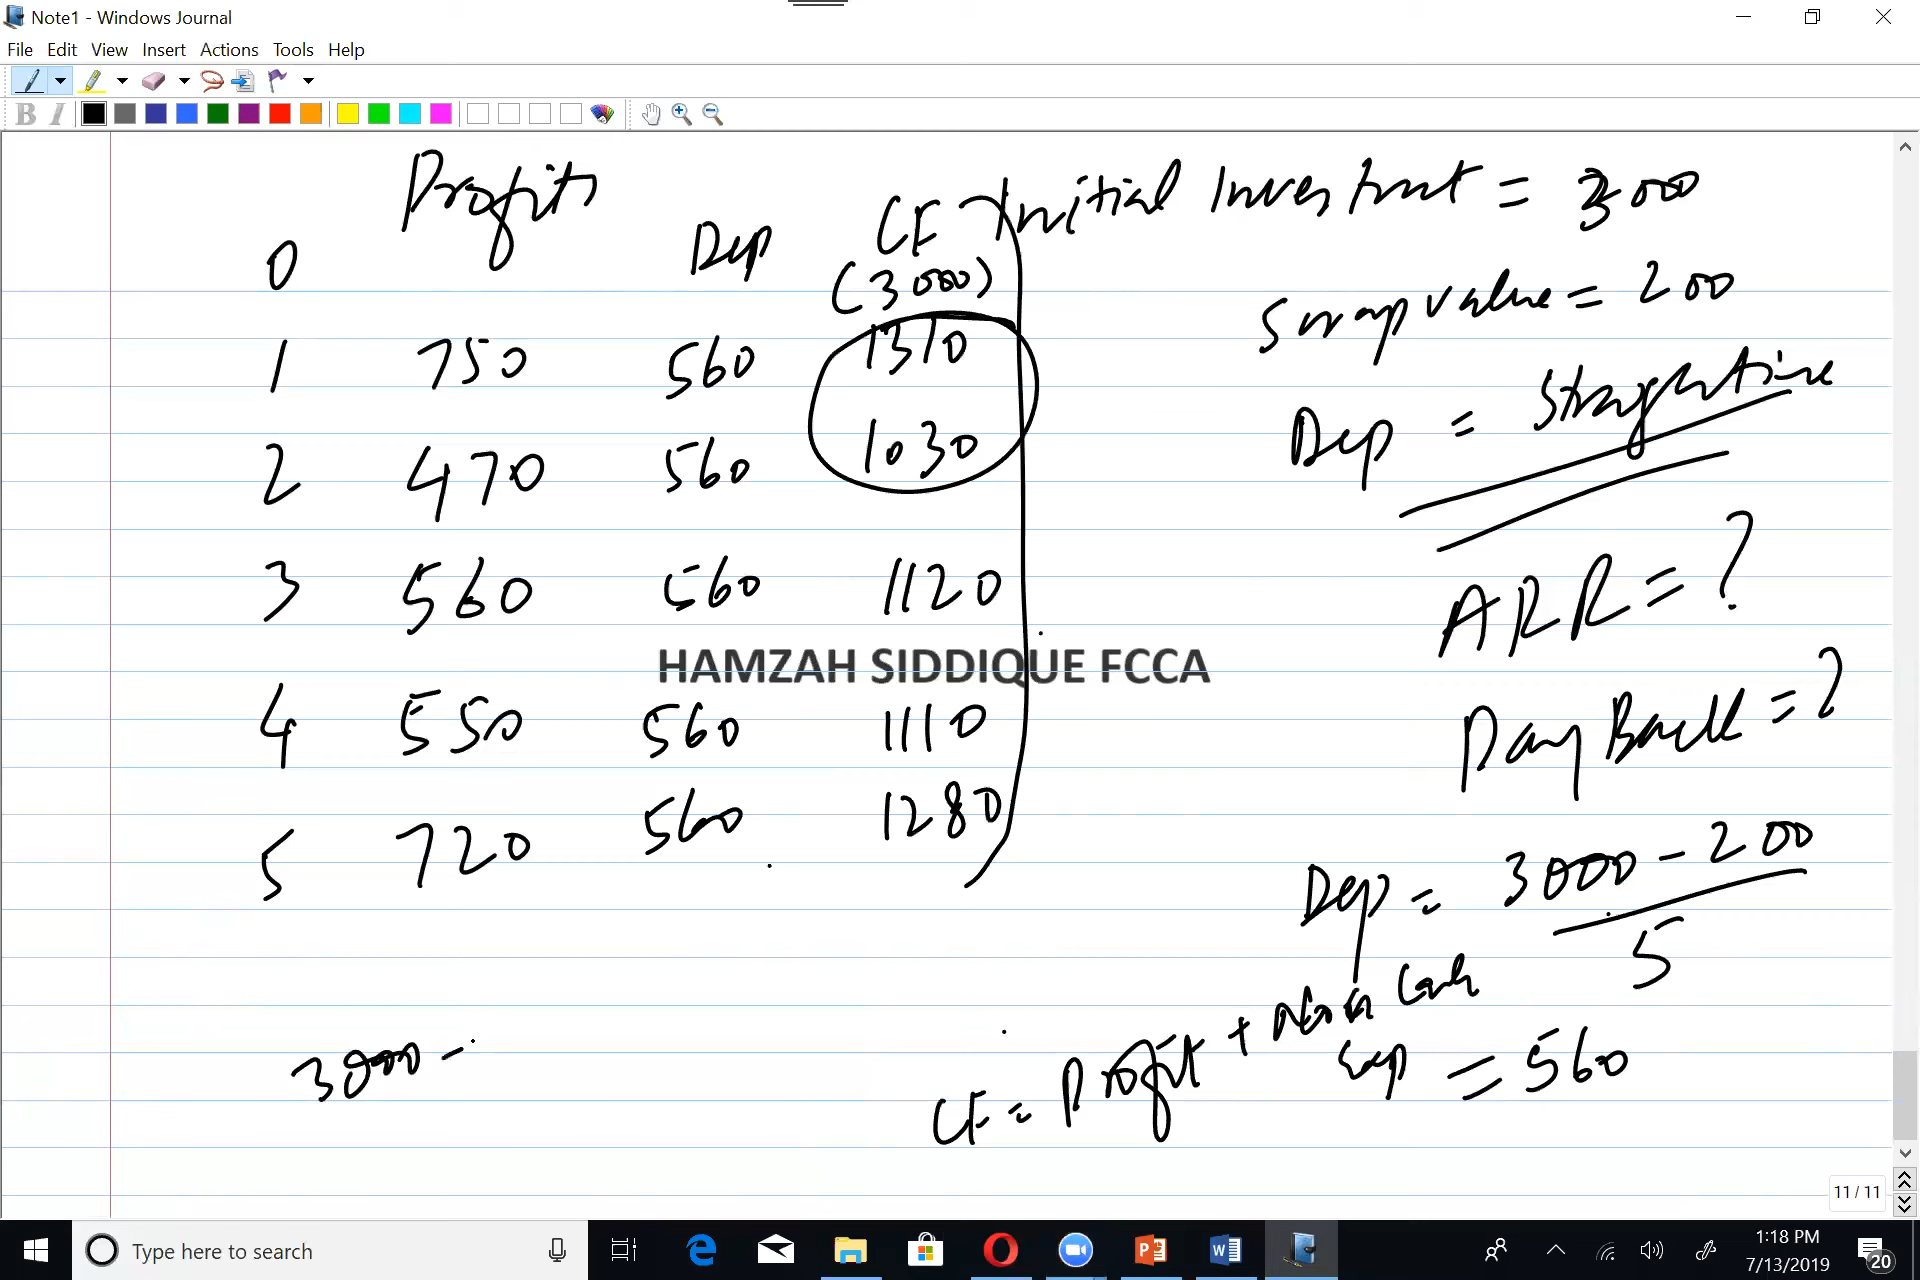 Note1 - Windows Journal
File Edit View Insert Actions Tools Help
B I
Profits
Dep
CF
Initial Investment = 3000
0
(3000)
Scrap value = 200
1 750 560 1310
Dep = Straight line
2 470 560 1030
3 560 560 1120
ARR = ?
HAMZAH SIDDIQUE FCCA
4 550 560 1110
Pay Back = ?
5 720 560 1280
Dep = 3000 - 200
5
3000 -
CF = Profit + Non Cash
Exp
= 560
11 / 11
Type here to search
1:18 PM
7/13/2019
20